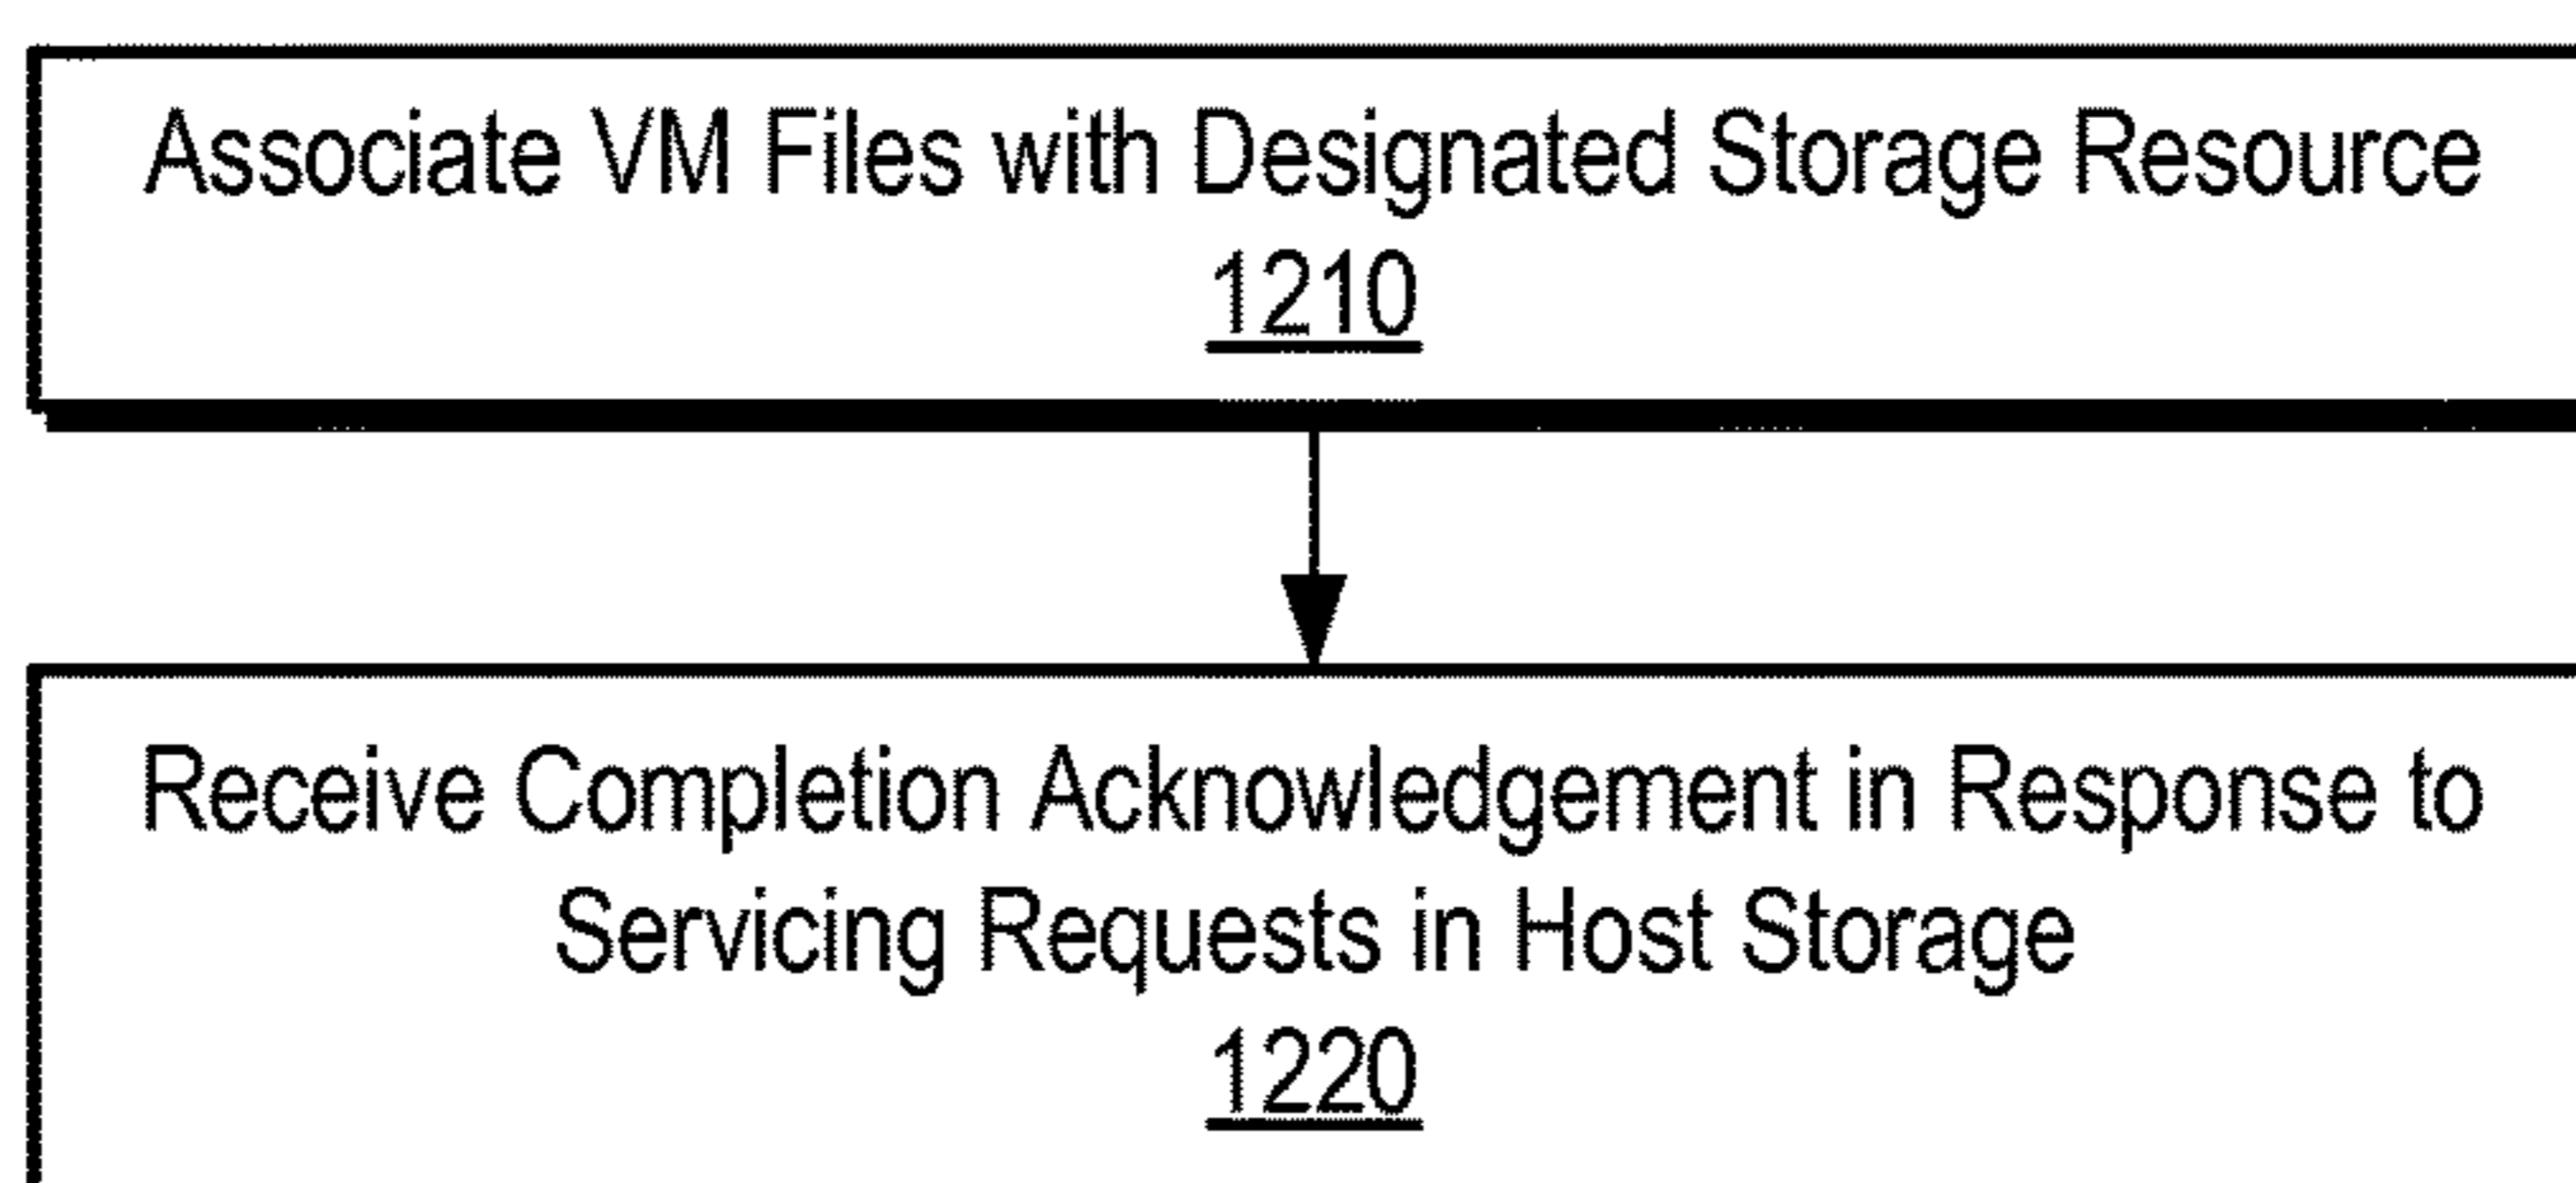 Associate VM Files with Designated Storage Resource
1210
Receive Completion Acknowledgement in Response to
Servicing Requests in Host Storage
1220